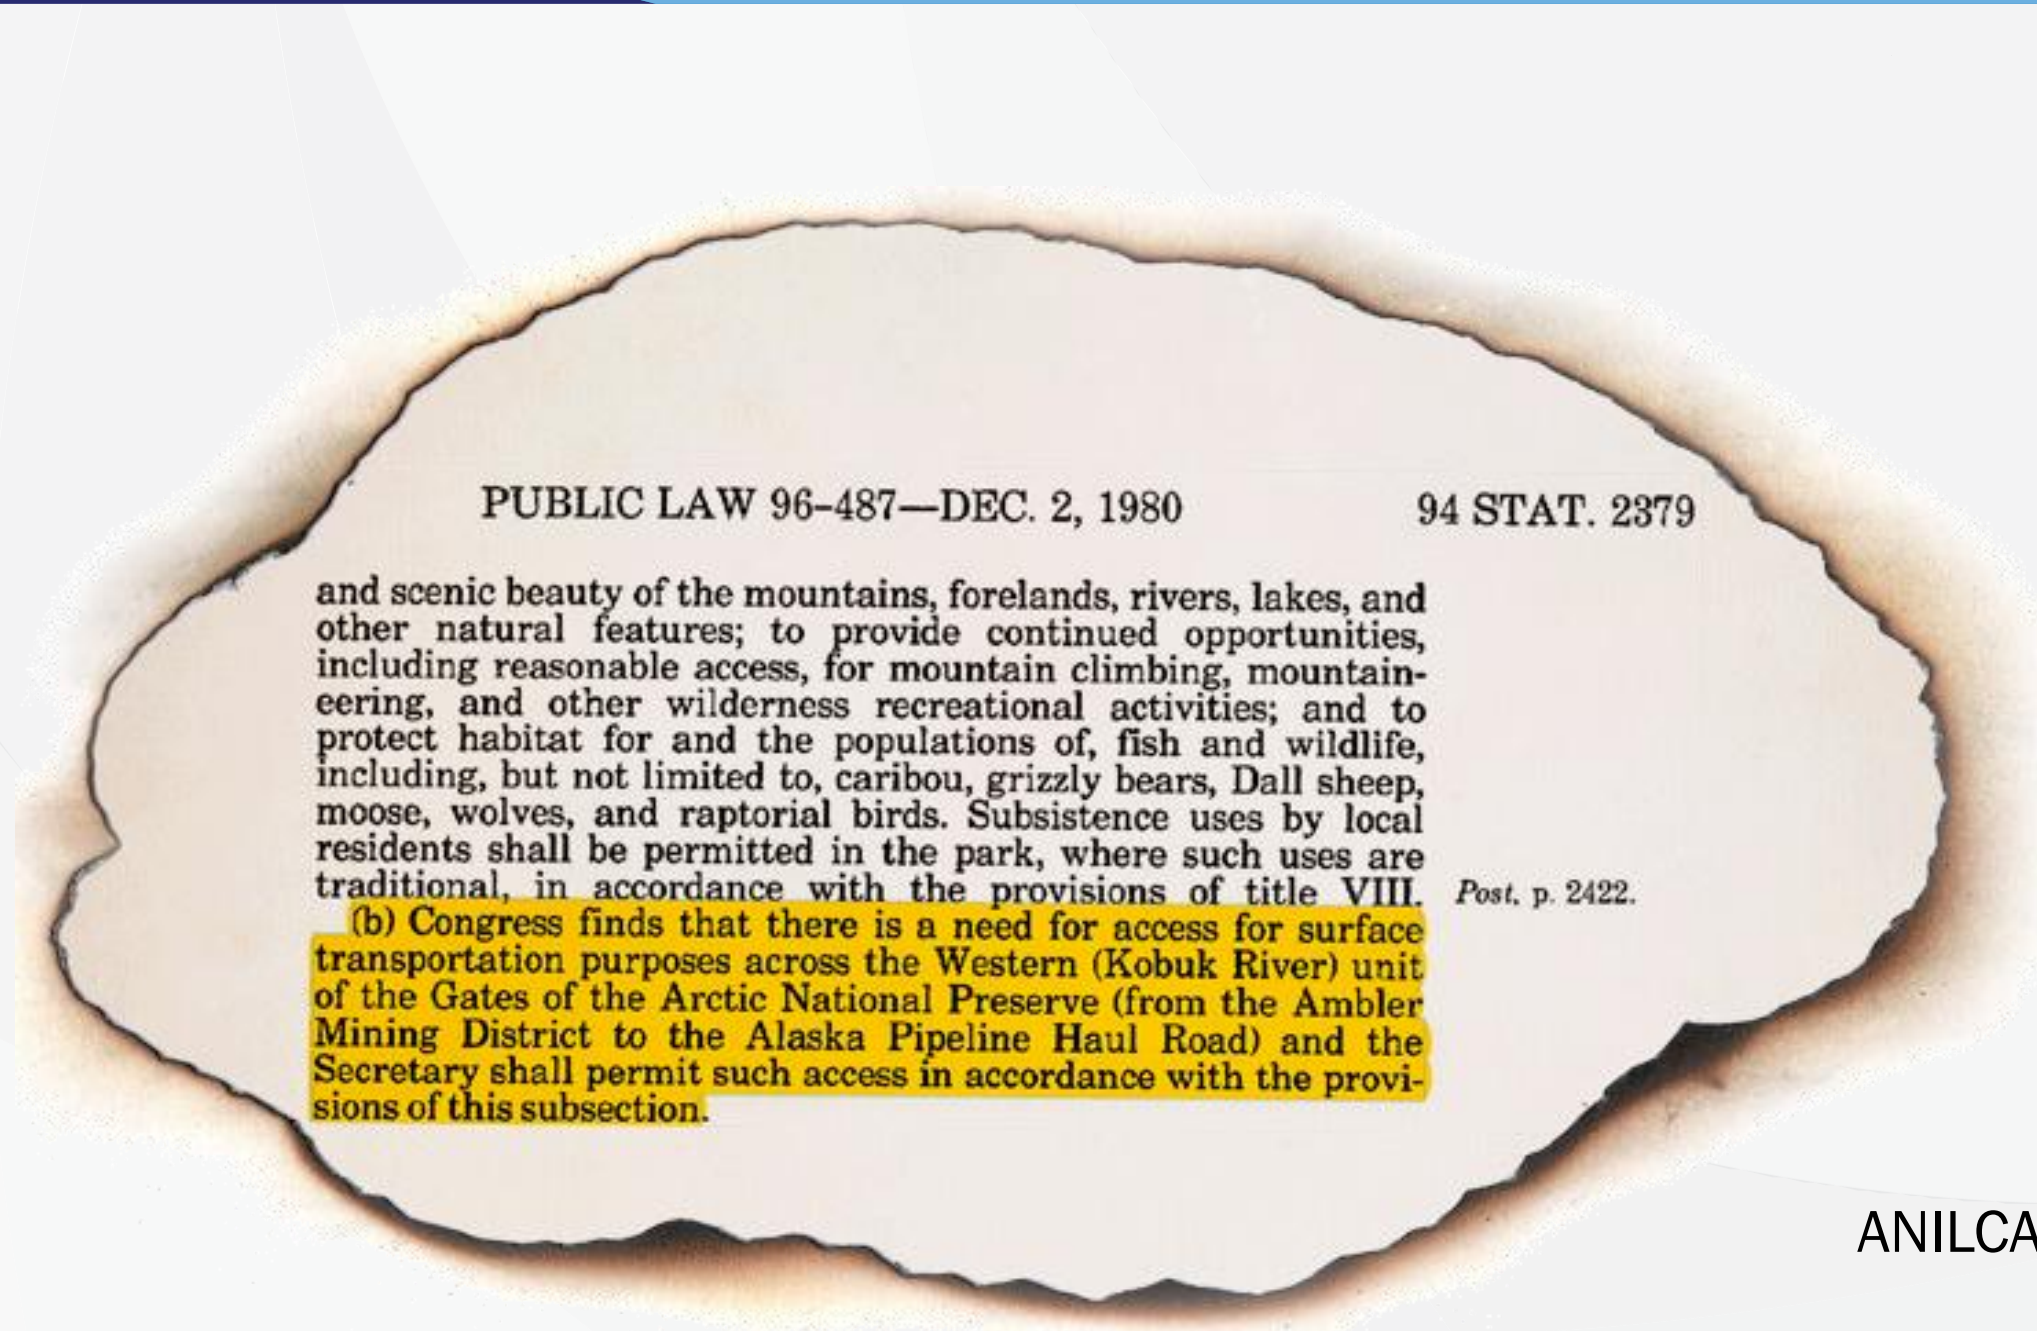 PUBLIC LAW 96–487—DEC. 2, 1980 94 STAT. 2379
and scenic beauty of the mountains, forelands, rivers, lakes, and
other natural features; to provide continued opportunities,
including reasonable access, for mountain climbing, mountain-
eering, and other wilderness recreational activities; and to
protect habitat for and the populations of, fish and wildlife,
including, but not limited to, caribou, grizzly bears, Dall sheep,
moose, wolves, and raptorial birds. Subsistence uses by local
residents shall be permitted in the park, where such uses are
traditional, in accordance with the provisions of title VIII. Post, p. 2422.
(b) Congress finds that there is a need for access for surface
transportation purposes across the Western (Kobuk River) unit
of the Gates of the Arctic National Preserve (from the Ambler
Mining District to the Alaska Pipeline Haul Road) and the
Secretary shall permit such access in accordance with the provi-
sions of this subsection.
ANILCA